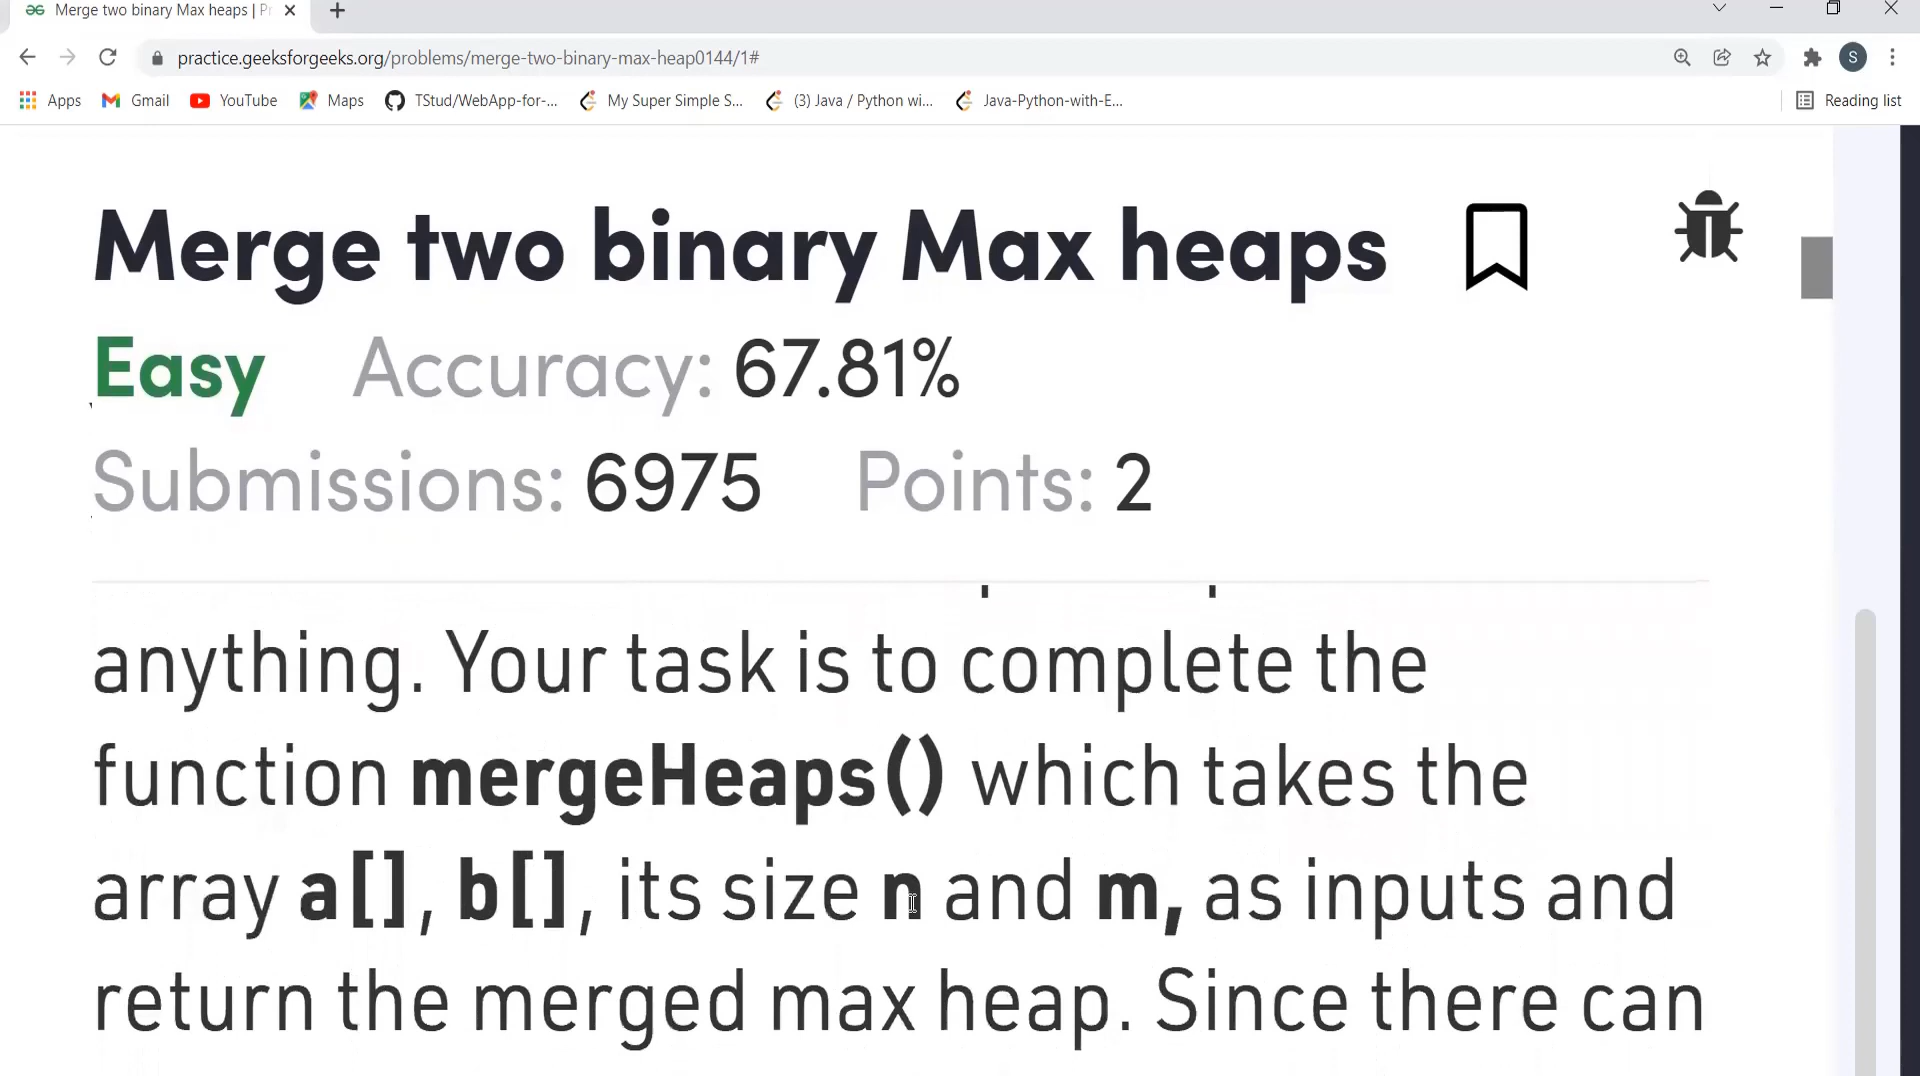 Merge two binary Max heaps | Pr
practice.geeksforgeeks.org/problems/merge-two-binary-max-heap0144/1#
S
Apps Gmail YouTube Maps TStud/WebApp-for-... My Super Simple S... (3) Java / Python wi... Java-Python-with-E... Reading list
Merge two binary Max heaps
Easy Accuracy: 67.81%
Submissions: 6975 Points: 2
anything. Your task is to complete the
function mergeHeaps() which takes the
array a[], b[], its size n and m, as inputs and
return the merged max heap. Since there can